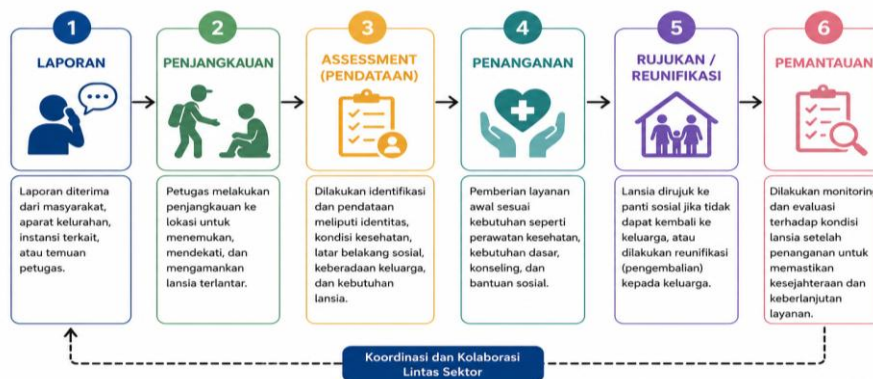 1
LAPORAN
Laporan diterima
dari masyarakat,
aparat kelurahan,
instansi terkait,
atau temuan
petugas.
2
PENJANGKAUAN
Petugas melakukan
penjangkauan ke
lokasi untuk
menemukan,
mendekati, dan
mengamankan
lansia terlantar.
3
ASSESSMENT
(PENDATAAN)
Dilakukan identifikasi
dan pendataan
meliputi identitas,
kondisi kesehatan,
latar belakang sosial,
keberadaan keluarga,
dan kebutuhan
lansia.
4
PENANGANAN
Pemberian layanan
awal sesuai
kebutuhan seperti
perawatan kesehatan,
kebutuhan dasar,
konseling, dan
bantuan sosial.
5
RUJUKAN /
REUNIFIKASI
Lansia dirujuk ke
panti sosial jika tidak
dapat kembali ke
keluarga, atau
dilakukan reunifikasi
(pengembalian)
kepada keluarga.
6
PEMANTAUAN
Dilakukan monitoring
dan evaluasi
terhadap kondisi
lansia setelah
penanganan untuk
memastikan
kesejahteraan dan
keberlanjutan
layanan.
Koordinasi dan Kolaborasi
Lintas Sektor